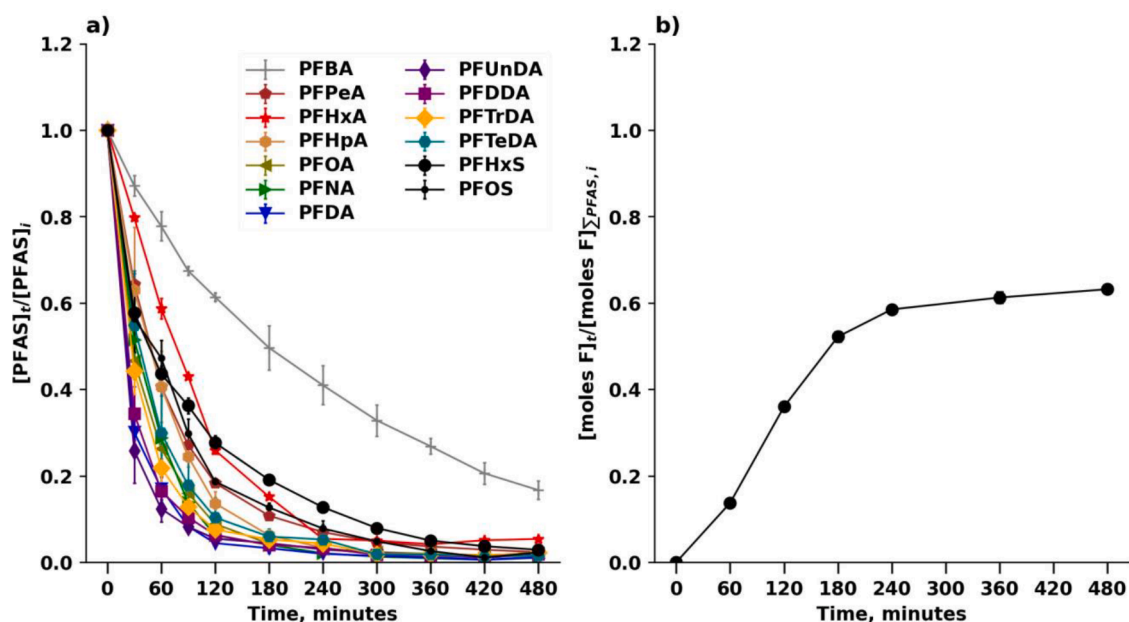 a)
[PFAS]t/[PFAS]i
1.2
1.0
0.8
0.6
0.4
0.2
0.0
PFBA
PFPeA
PFHxA
PFHpA
PFOA
PFNA
PFDA
PFUnDA
PFDDA
PFTrDA
PFTeDA
PFHxS
PFOS
0 60 120 180 240 300 360 420 480
Time, minutes
b)
[moles F]t/[moles F]∑PFAS, i
1.2
1.0
0.8
0.6
0.4
0.2
0.0
0 60 120 180 240 300 360 420 480
Time, minutes